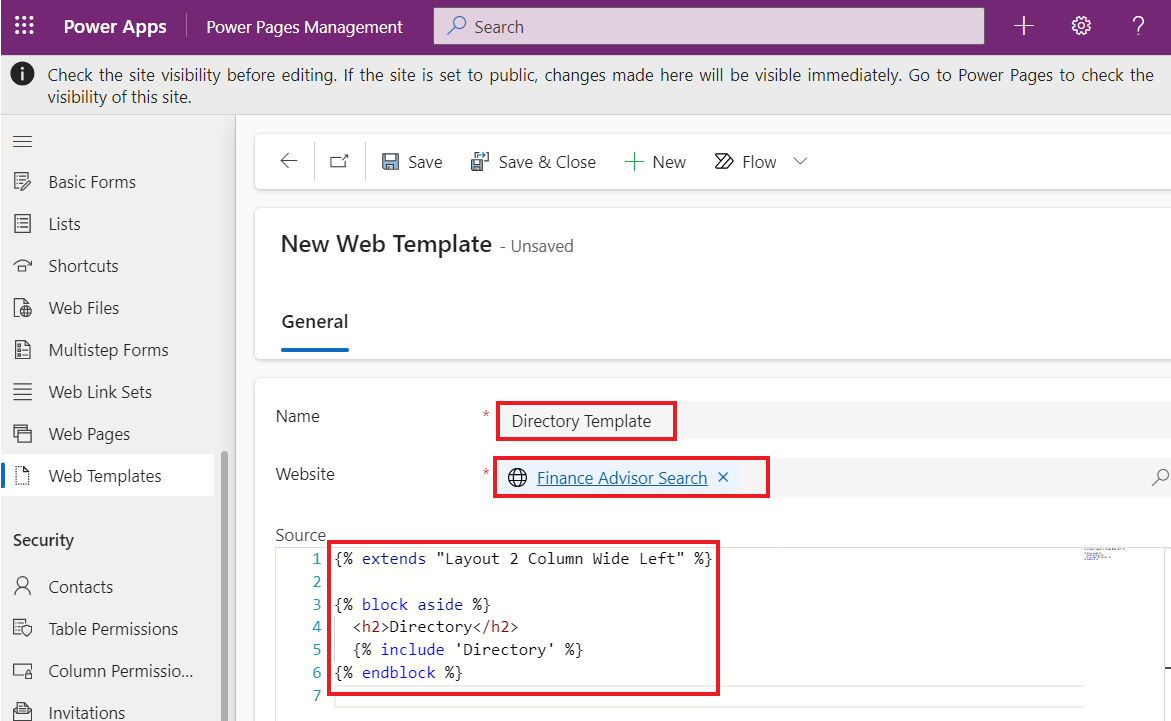 Power Apps Power Pages Management Search
Check the site visibility before editing. If the site is set to public, changes made here will be visible immediately. Go to Power Pages to check the
visibility of this site.
Save Save & Close New Flow
Basic Forms
Lists
Shortcuts
Web Files
Multistep Forms
Web Link Sets
Web Pages
Web Templates
Security
Contacts
Table Permissions
Column Permissio...
Invitations
New Web Template - Unsaved
General
Name * Directory Template
Website * Finance Advisor Search
Source
1 {% extends "Layout 2 Column Wide Left" %}
2
3 {% block aside %}
4 <h2>Directory</h2>
5 {% include 'Directory' %}
6 {% endblock %}
7